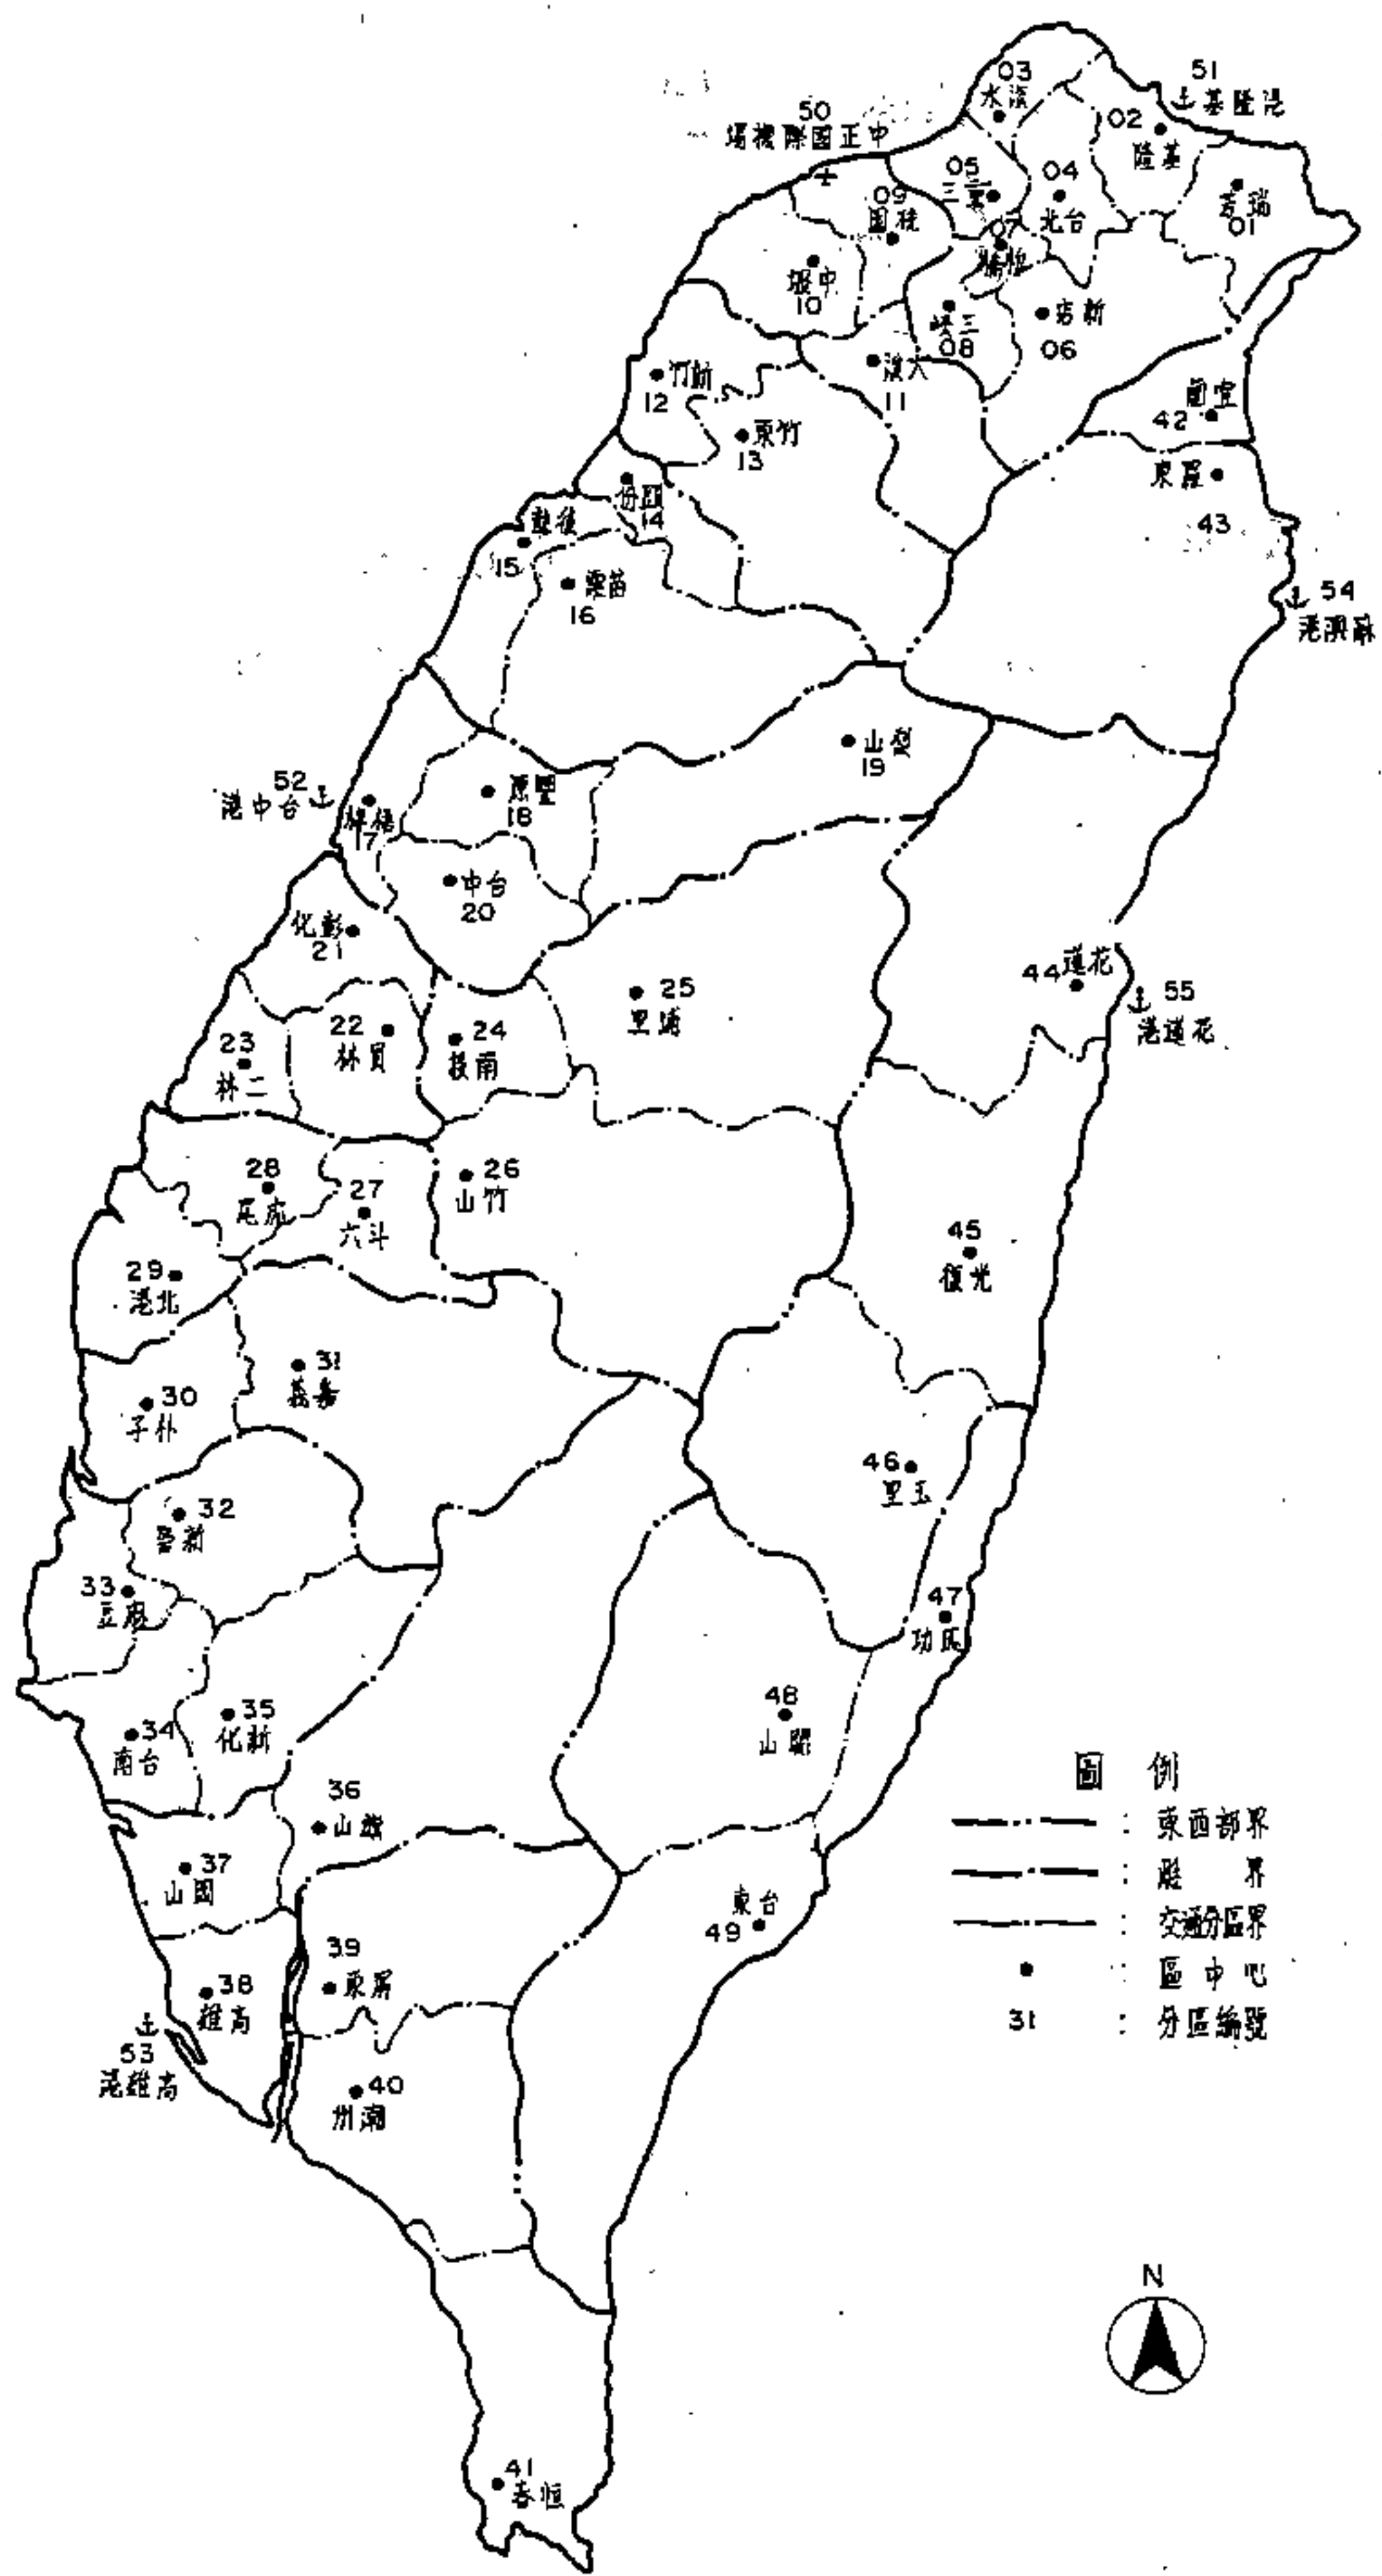 03
淡水
51
基隆港
50
中正國際機場
02
基隆
05
三重
04
台北
瑞芳
01
09
桃園
07
板橋
中壢
10
三峽
08
新店
06
大溪
11
新竹
12
竹東
13
宜蘭
42
羅東
43
頭份
14
後龍
15
苗栗
16
54
蘇澳港
梨山
19
52
台中港
梧棲
17
豐原
18
台中
20
彰化
21
44
花蓮
55
花蓮港
25
埔里
22
員林
23
二林
24
南投
26
竹山
28
虎尾
27
斗六
45
光復
29
北港
31
嘉義
30
朴子
46
玉里
32
新營
33
麻豆
47
成功
48
關山
35
新化
34
台南
36
旗山
37
岡山
台東
49
39
屏東
38
高雄
53
高雄港
40
潮州
41
恒春
圖 例
: 東西部界
: 縣 界
: 交通分區界
: 區中心
31 : 分區編號
N